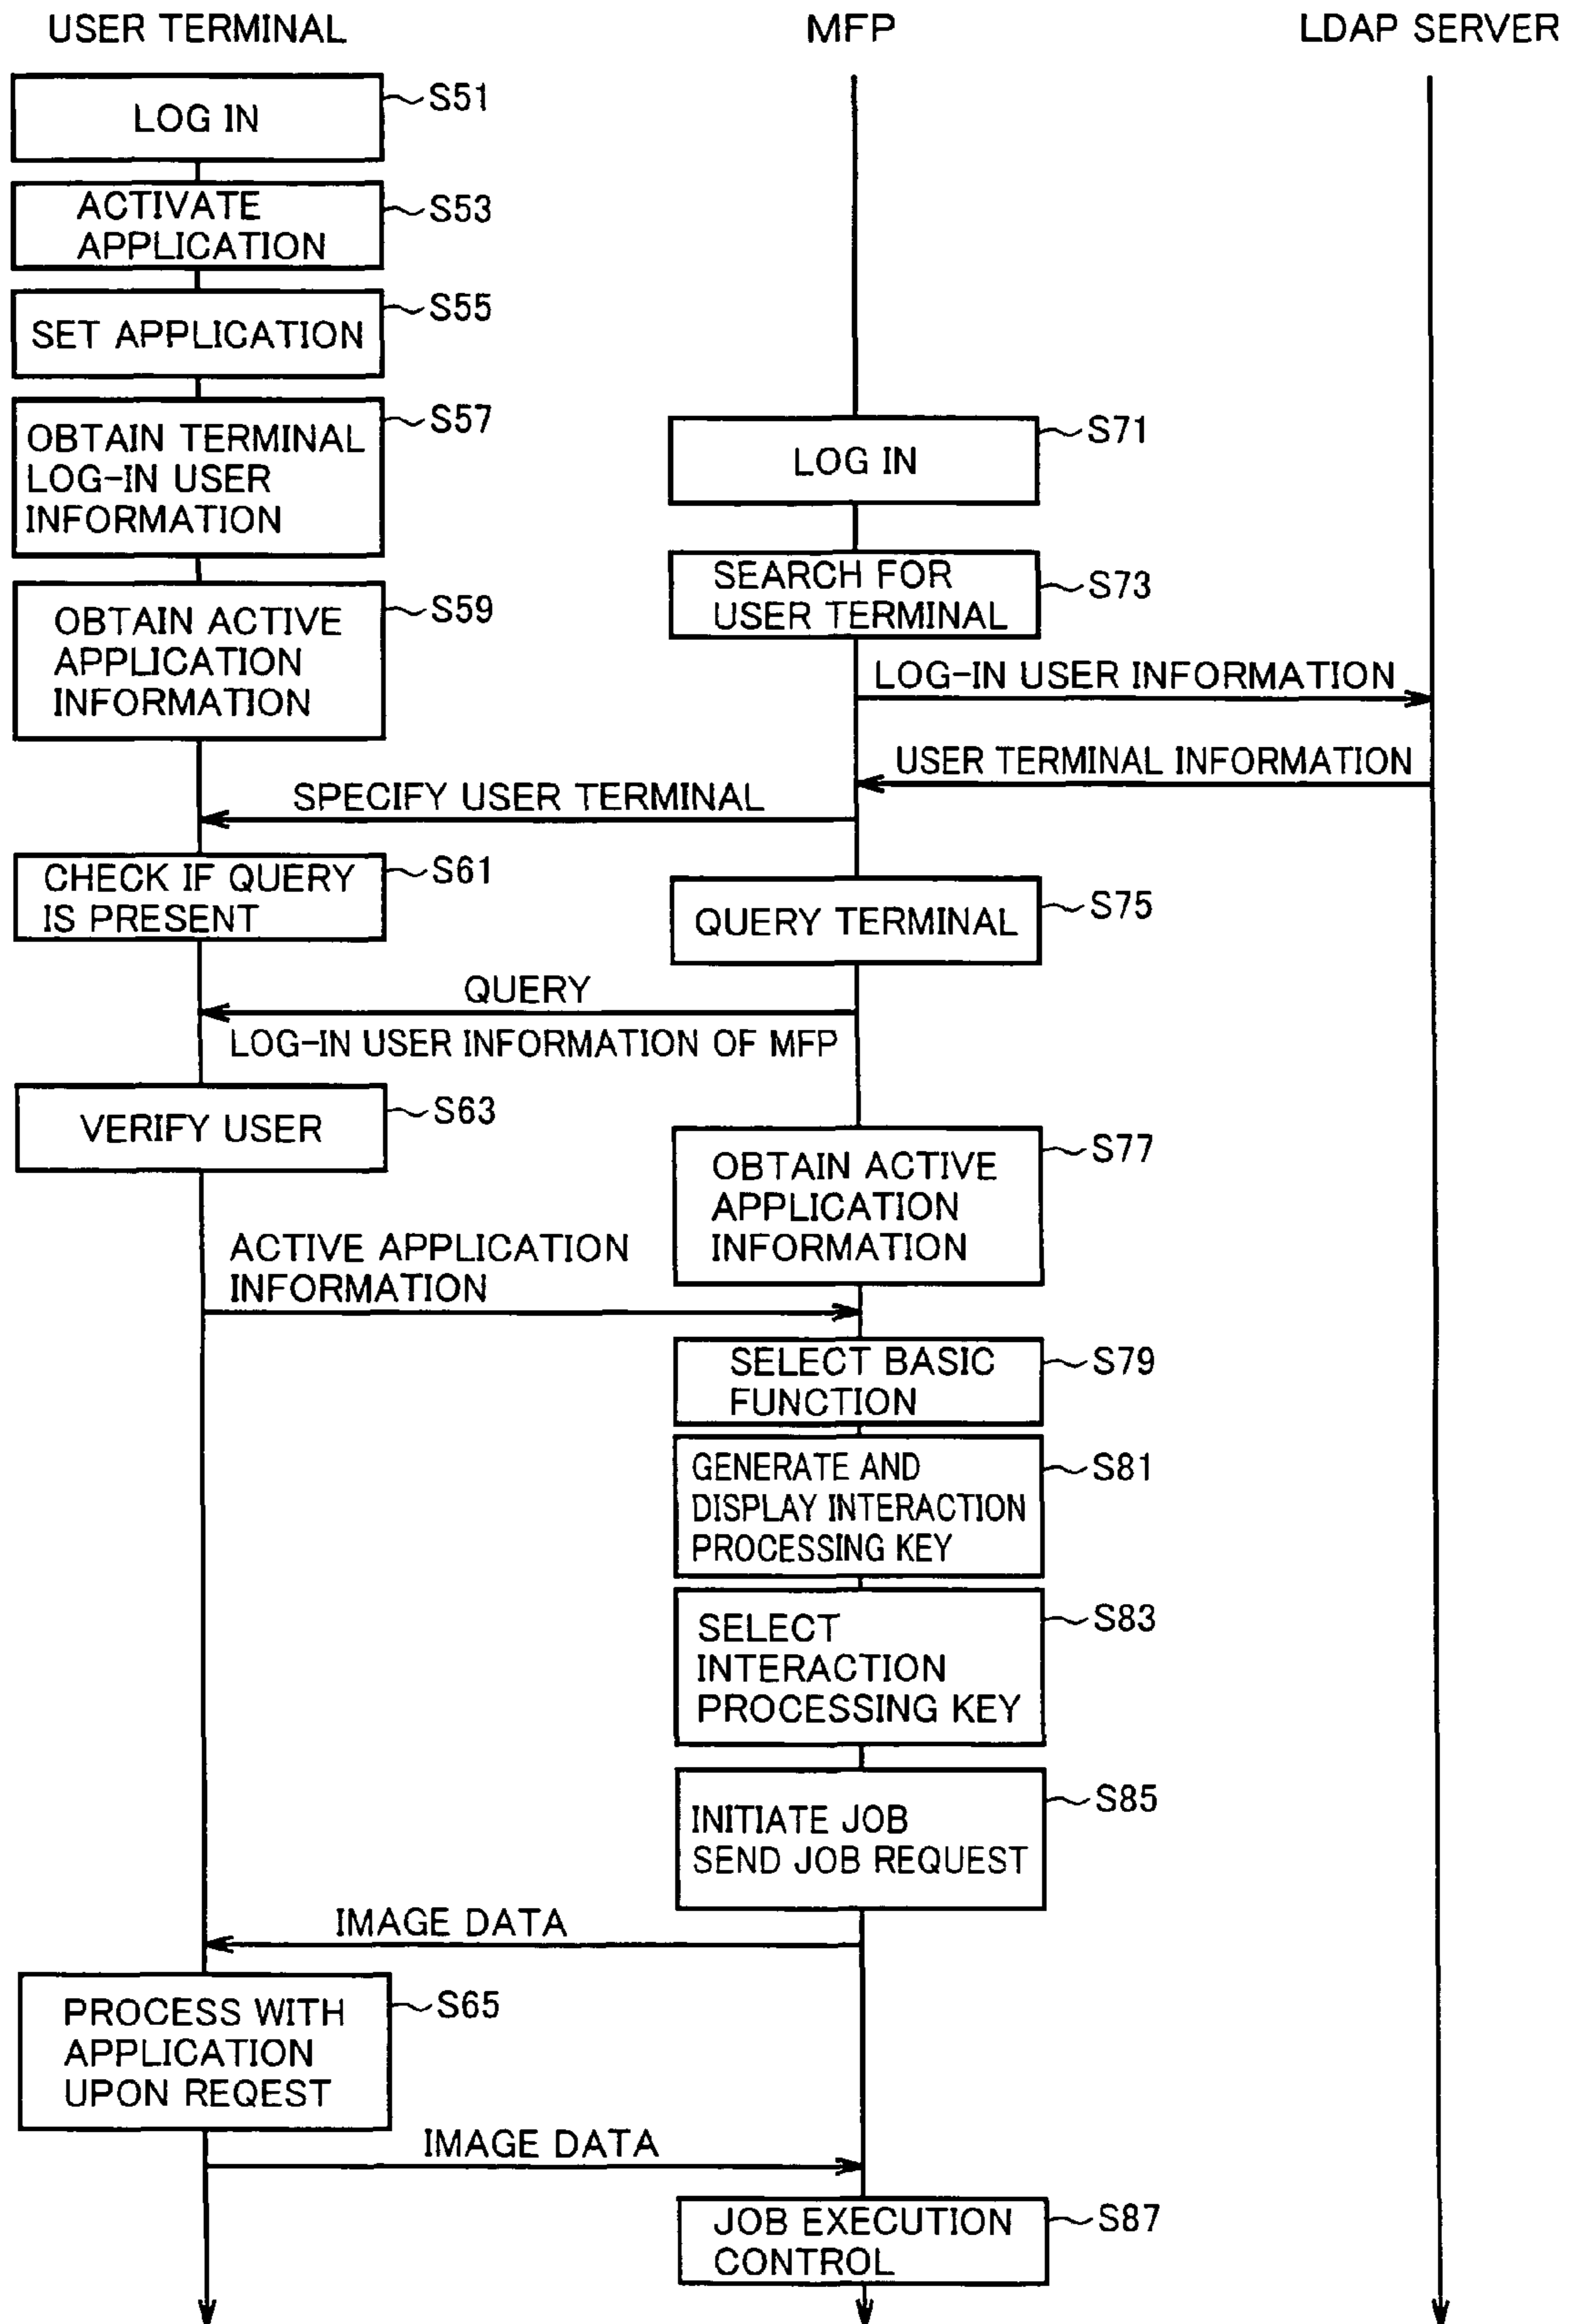 USER TERMINAL
MFP
LDAP SERVER
LOG IN
S51
ACTIVATE
APPLICATION
S53
SET APPLICATION
S55
OBTAIN TERMINAL
LOG-IN USER
INFORMATION
S57
LOG IN
S71
SEARCH FOR
USER TERMINAL
S73
OBTAIN ACTIVE
APPLICATION
INFORMATION
S59
LOG-IN USER INFORMATION
USER TERMINAL INFORMATION
SPECIFY USER TERMINAL
CHECK IF QUERY
IS PRESENT
S61
QUERY TERMINAL
S75
QUERY
LOG-IN USER INFORMATION OF MFP
VERIFY USER
S63
OBTAIN ACTIVE
APPLICATION
INFORMATION
S77
ACTIVE APPLICATION
INFORMATION
SELECT BASIC
FUNCTION
S79
GENERATE AND
DISPLAY INTERACTION
PROCESSING KEY
S81
SELECT
INTERACTION
PROCESSING KEY
S83
INITIATE JOB
SEND JOB REQUEST
S85
IMAGE DATA
PROCESS WITH
APPLICATION
UPON REQEST
S65
IMAGE DATA
JOB EXECUTION
CONTROL
S87